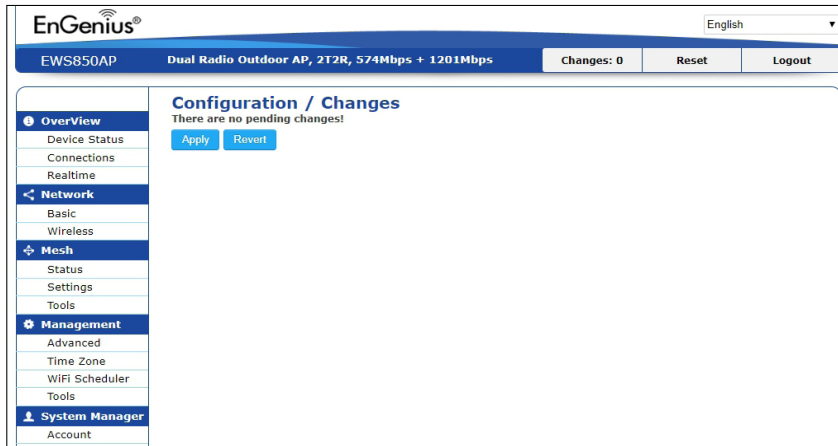 EnGenius®
English
EWS850AP
Dual Radio Outdoor AP, 2T2R, 574Mbps + 1201Mbps
Changes: 0
Reset
Logout
Configuration / Changes
There are no pending changes!
Apply
Revert
OverView
Device Status
Connections
Realtime
Network
Basic
Wireless
Mesh
Status
Settings
Tools
Management
Advanced
Time Zone
WiFi Scheduler
Tools
System Manager
Account